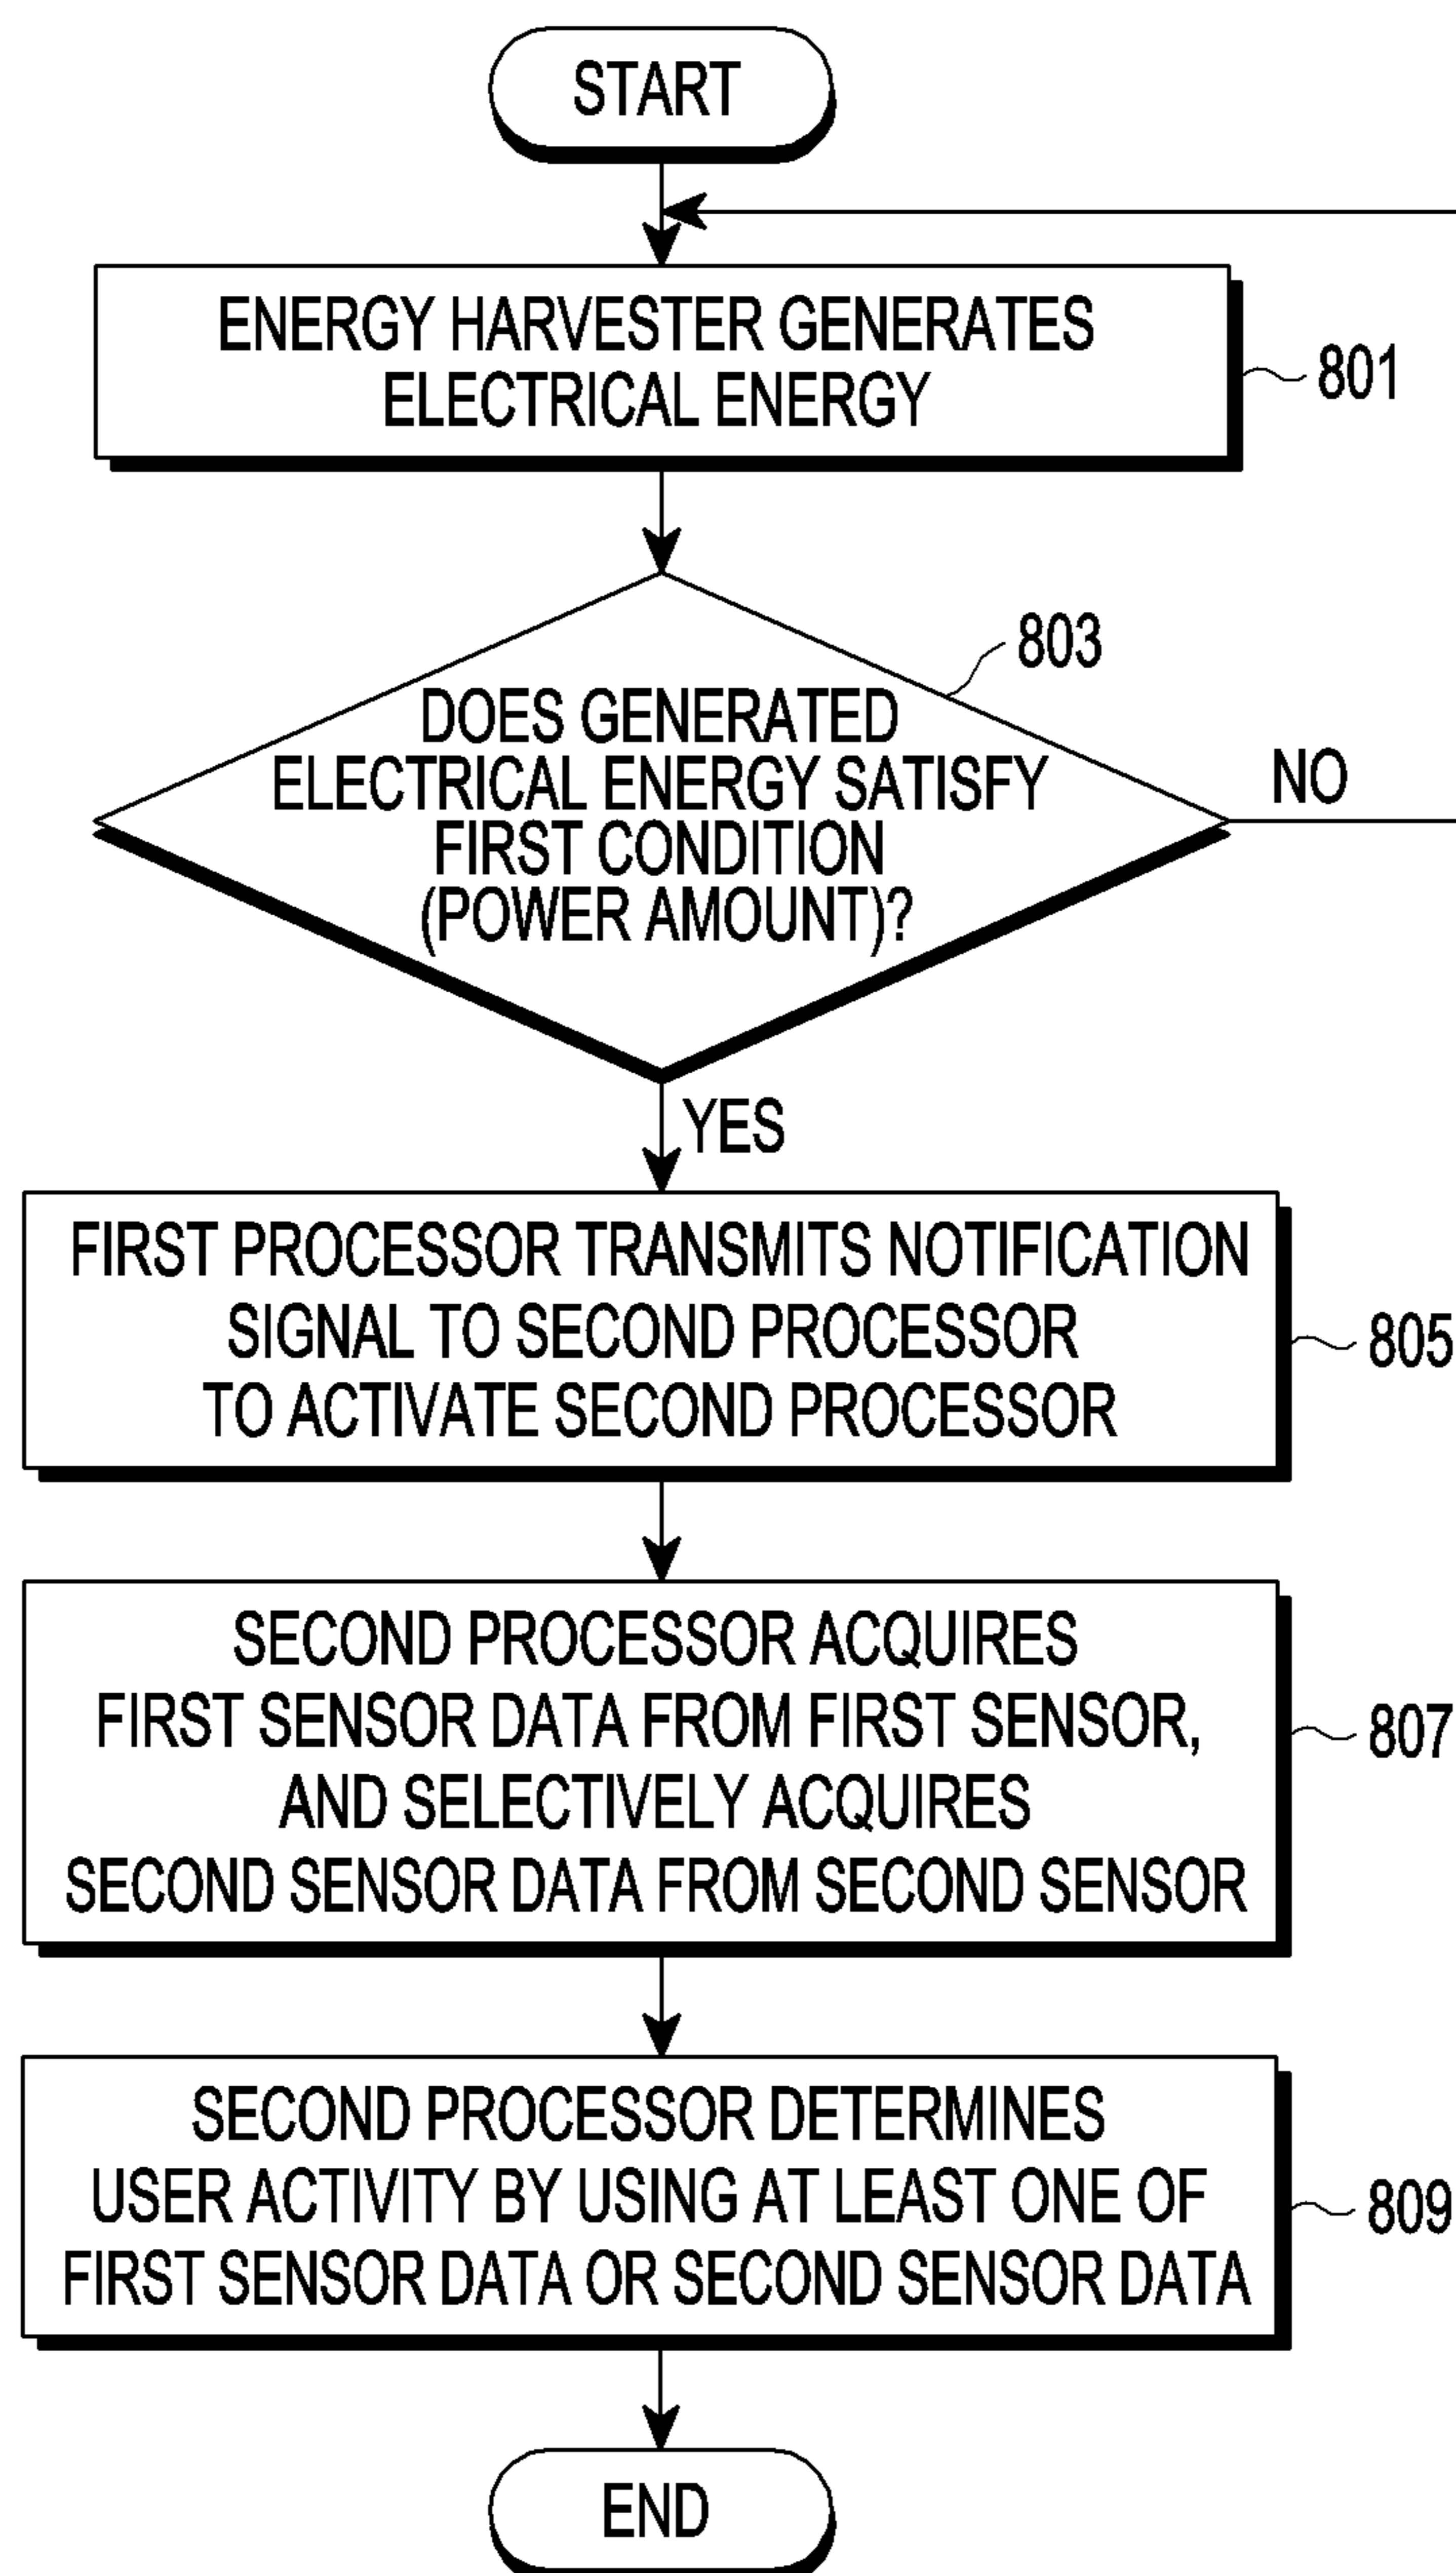 START
ENERGY HARVESTER GENERATES
ELECTRICAL ENERGY
801
803
DOES GENERATED
ELECTRICAL ENERGY SATISFY
FIRST CONDITION
(POWER AMOUNT)?
NO
YES
FIRST PROCESSOR TRANSMITS NOTIFICATION
SIGNAL TO SECOND PROCESSOR
TO ACTIVATE SECOND PROCESSOR
805
SECOND PROCESSOR ACQUIRES
FIRST SENSOR DATA FROM FIRST SENSOR,
AND SELECTIVELY ACQUIRES
SECOND SENSOR DATA FROM SECOND SENSOR
807
SECOND PROCESSOR DETERMINES
USER ACTIVITY BY USING AT LEAST ONE OF
FIRST SENSOR DATA OR SECOND SENSOR DATA
809
END